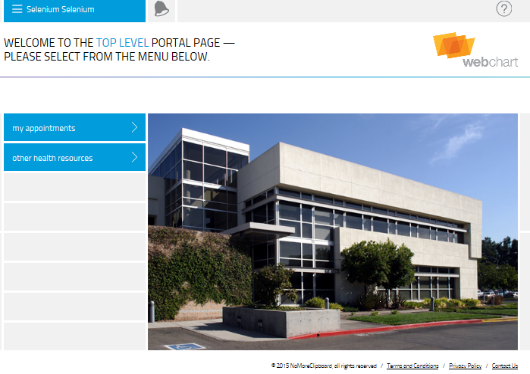 Selenium Selenium
?
WELCOME TO THE TOP LEVEL PORTAL PAGE —
PLEASE SELECT FROM THE MENU BELOW.
webchart
my appointments
other health resources
© 2015 NoMoreClipboard, all rights reserved / Terms and Conditions / Privacy Policy / Contact Us